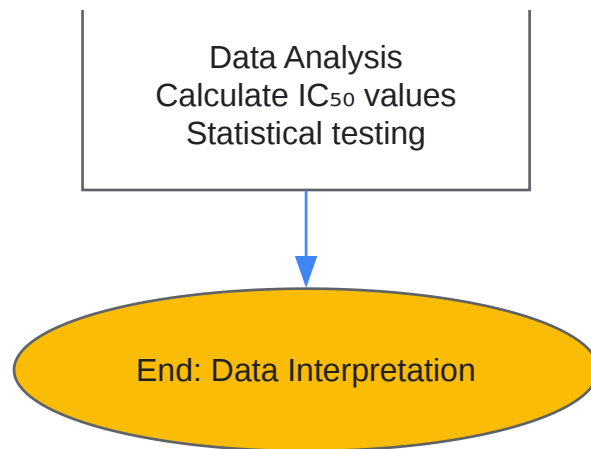 Data Analysis
Calculate IC₅₀ values
Statistical testing
End: Data Interpretation